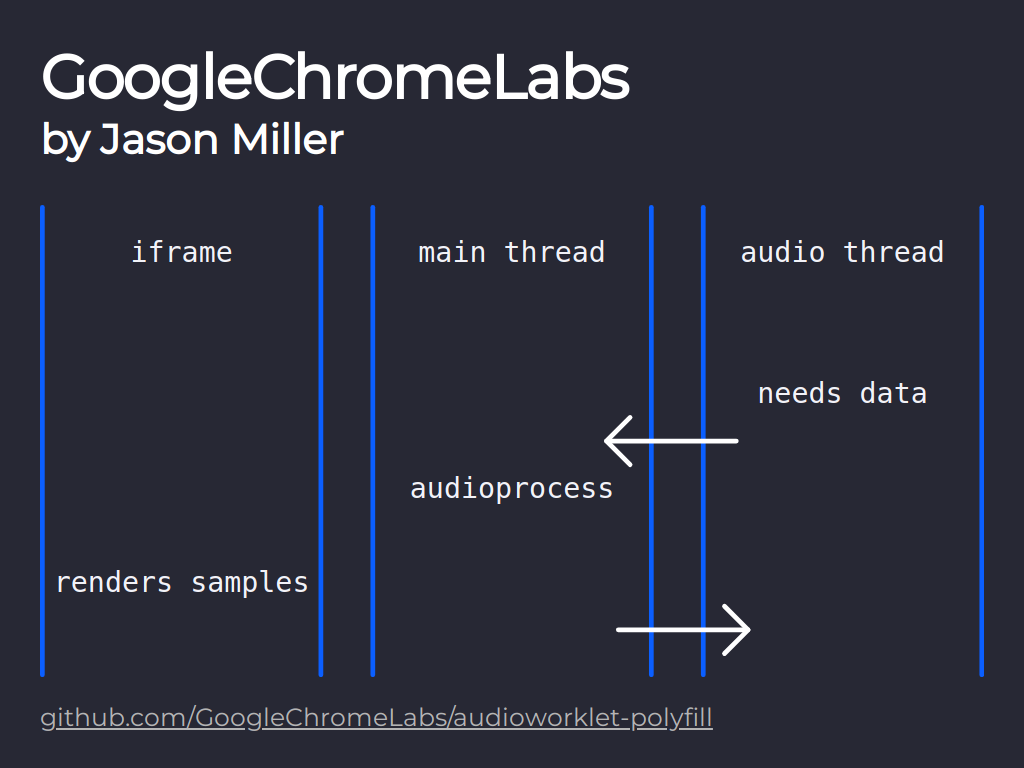 GoogleChromeLabs
by Jason Miller
iframe
main thread
audio thread
needs data
audioprocess
renders samples
github.com/GoogleChromeLabs/audioworklet-polyfill